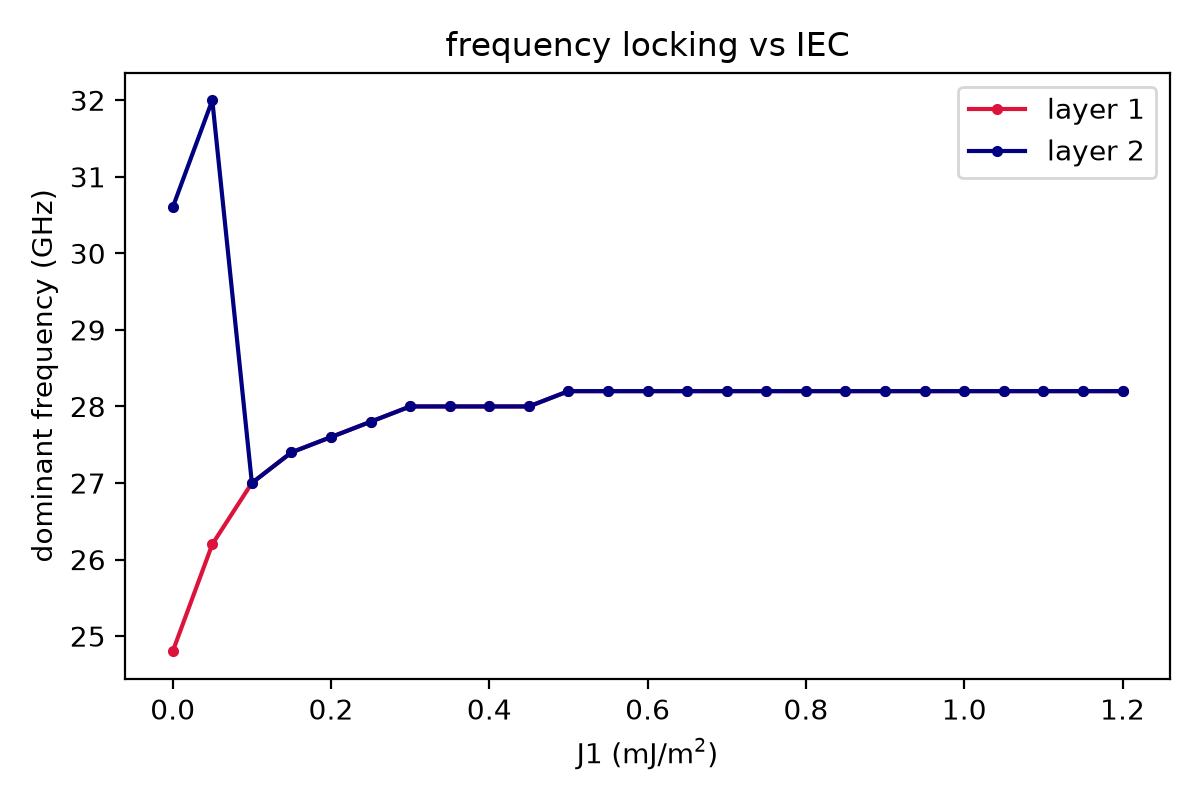 frequency locking vs IEC
layer 1
layer 2
dominant frequency (GHz)
32
31
30
29
28
27
26
25
0.0 0.2 0.4 0.6 0.8 1.0 1.2
J1 (mJ/m²)